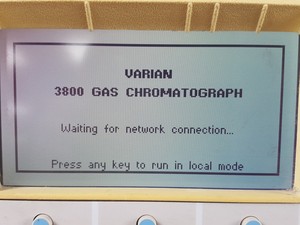 VARIAN
3800 GAS CHROMATOGRAPH
Waiting for network connection...
Press any key to run in local mode